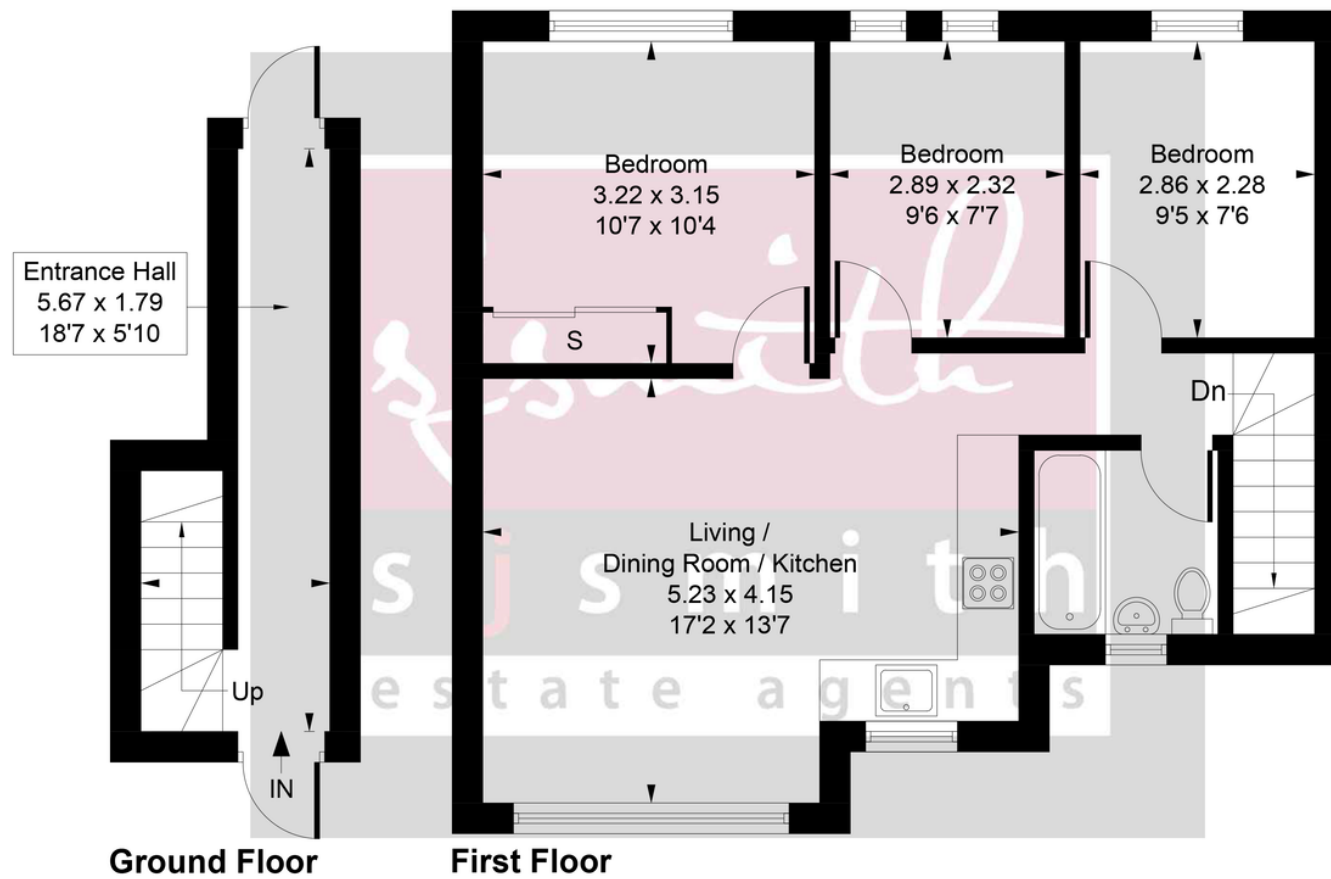 Bedroom
3.22 x 3.15
10'7 x 10'4
Bedroom
2.89 x 2.32
9'6 x 7'7
Bedroom
2.86 x 2.28
9'5 x 7'6
Entrance Hall
5.67 x 1.79
18'7 x 5'10
S
Dn
s.j.smith
Living /
Dining Room / Kitchen
5.23 x 4.15
17'2 x 13'7
s j smith
estate agents
Up
IN
Ground Floor
First Floor